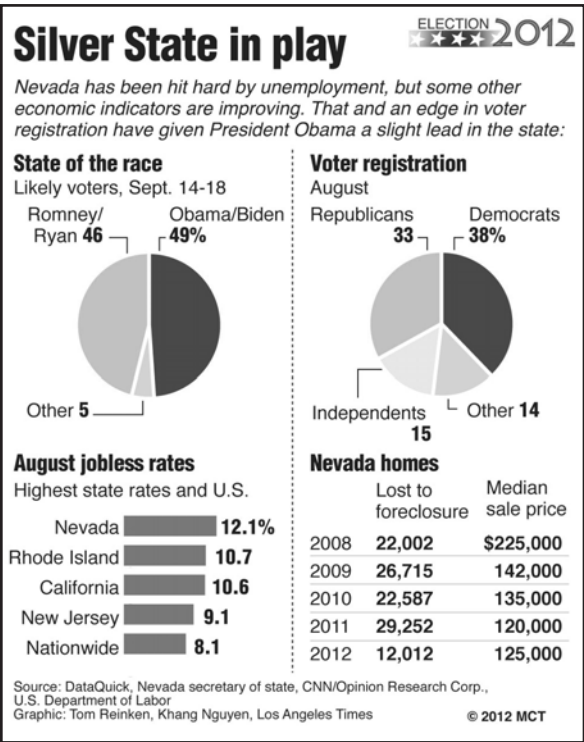 ELECTION 2012
Silver State in play
Nevada has been hit hard by unemployment, but some other
economic indicators are improving. That and an edge in voter
registration have given President Obama a slight lead in the state:
State of the race
Likely voters, Sept. 14-18
Romney/
Ryan 46
Obama/Biden
49%
Other 5
Voter registration
August
Republicans
33
Democrats
38%
Independents
15
Other 14
August jobless rates
Highest state rates and U.S.
Nevada 12.1%
Rhode Island 10.7
California 10.6
New Jersey 9.1
Nationwide 8.1
Nevada homes
Lost to
foreclosure
Median
sale price
2008 22,002 $225,000
2009 26,715 142,000
2010 22,587 135,000
2011 29,252 120,000
2012 12,012 125,000
Source: DataQuick, Nevada secretary of state, CNN/Opinion Research Corp.,
U.S. Department of Labor
Graphic: Tom Reinken, Khang Nguyen, Los Angeles Times
© 2012 MCT